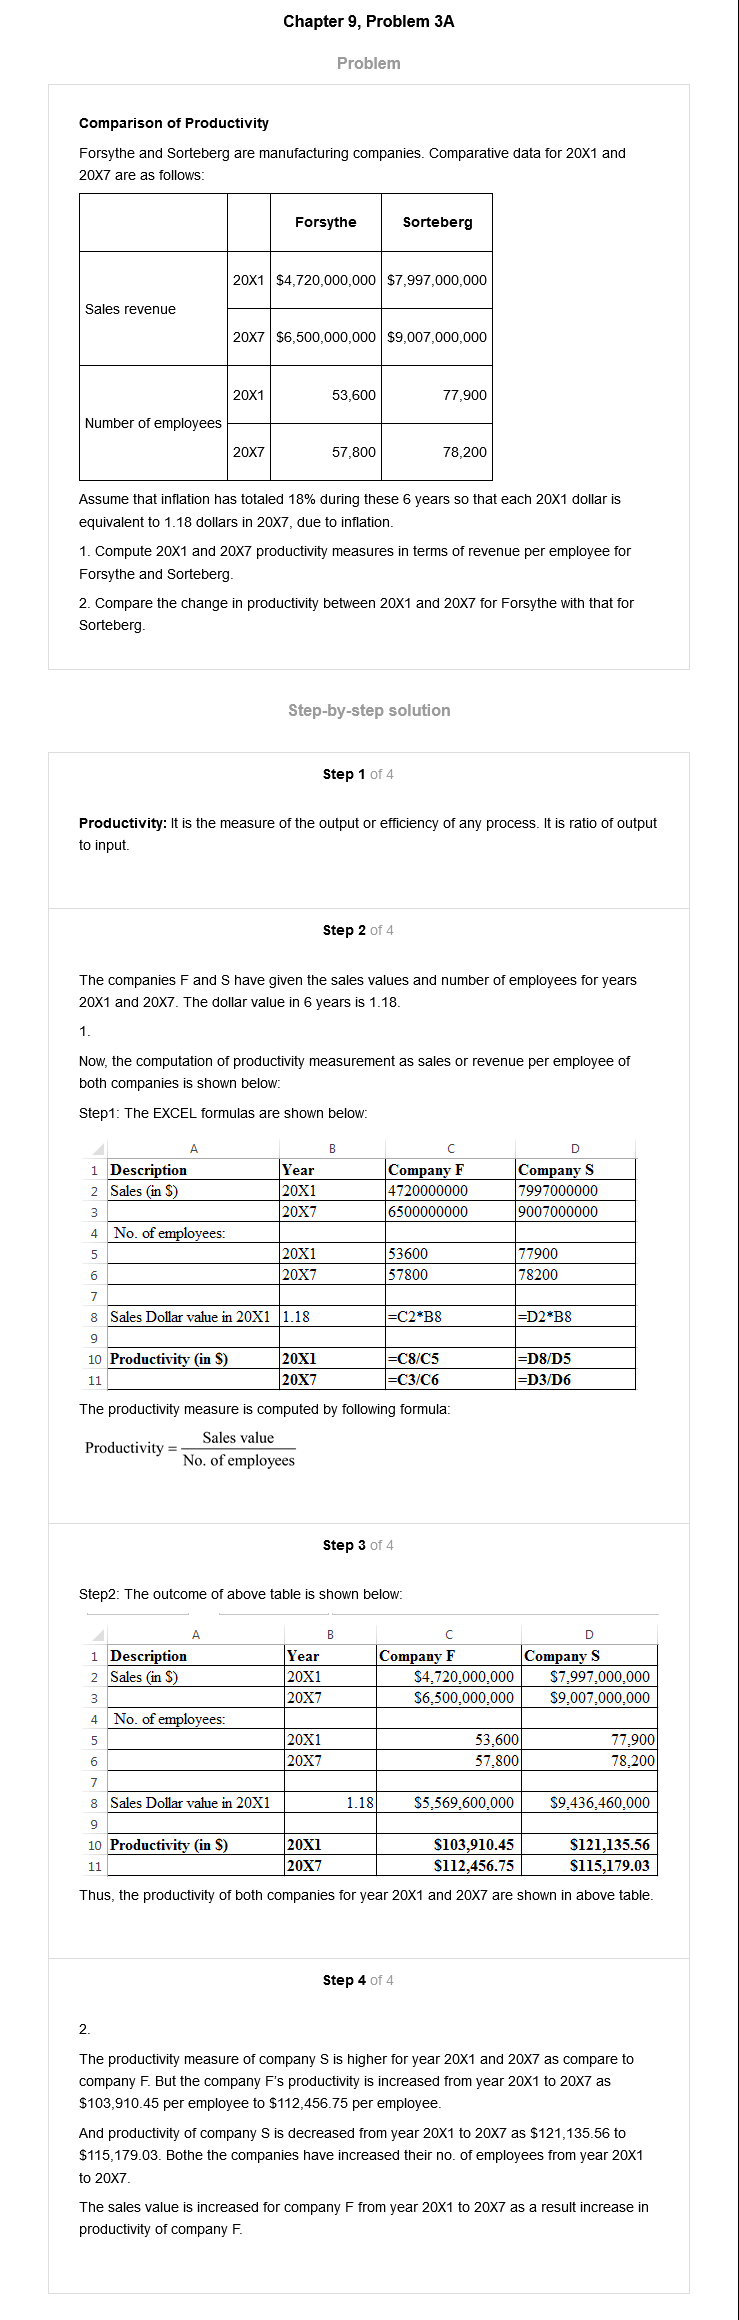 Chapter 9, Problem 3A
Problem
Comparison of Productivity
Forsythe and Sorteberg are manufacturing companies. Comparative data for 20X1 and
20X7 are as follows:
Forsythe Sorteberg
Sales revenue
20X1 $4,720,000,000 $7,997,000,000
20X7 $6,500,000,000 $9,007,000,000
Number of employees
20X1 53,600 77,900
20X7 57,800 78,200
Assume that inflation has totaled 18% during these 6 years so that each 20X1 dollar is
equivalent to 1.18 dollars in 20X7, due to inflation.
1. Compute 20X1 and 20X7 productivity measures in terms of revenue per employee for
Forsythe and Sorteberg.
2. Compare the change in productivity between 20X1 and 20X7 for Forsythe with that for
Sorteberg.
Step-by-step solution
Step 1 of 4
Productivity: It is the measure of the output or efficiency of any process. It is ratio of output
to input.
Step 2 of 4
The companies F and S have given the sales values and number of employees for years
20X1 and 20X7. The dollar value in 6 years is 1.18.
1.
Now, the computation of productivity measurement as sales or revenue per employee of
both companies is shown below:
Step1: The EXCEL formulas are shown below:
A B C D
1 Description Year Company F Company S
2 Sales (in $) 20X1 4720000000 7997000000
3 20X7 6500000000 9007000000
4 No. of employees:
5 20X1 53600 77900
6 20X7 57800 78200
7
8 Sales Dollar value in 20X1 1.18 =C2*B8 =D2*B8
9
10 Productivity (in $) 20X1 =C8/C5 =D8/D5
11 20X7 =C3/C6 =D3/D6
The productivity measure is computed by following formula:
Productivity = Sales value
No. of employees
Step 3 of 4
Step2: The outcome of above table is shown below:
A B C D
1 Description Year Company F Company S
2 Sales (in $) 20X1 $4,720,000,000 $7,997,000,000
3 20X7 $6,500,000,000 $9,007,000,000
4 No. of employees:
5 20X1 53,600 77,900
6 20X7 57,800 78,200
7
8 Sales Dollar value in 20X1 1.18 $5,569,600,000 $9,436,460,000
9
10 Productivity (in $) 20X1 $103,910.45 $121,135.56
11 20X7 $112,456.75 $115,179.03
Thus, the productivity of both companies for year 20X1 and 20X7 are shown in above table.
Step 4 of 4
2.
The productivity measure of company S is higher for year 20X1 and 20X7 as compare to
company F. But the company F's productivity is increased from year 20X1 to 20X7 as
$103,910.45 per employee to $112,456.75 per employee.
And productivity of company S is decreased from year 20X1 to 20X7 as $121,135.56 to
$115,179.03. Bothe the companies have increased their no. of employees from year 20X1
to 20X7.
The sales value is increased for company F from year 20X1 to 20X7 as a result increase in
productivity of company F.